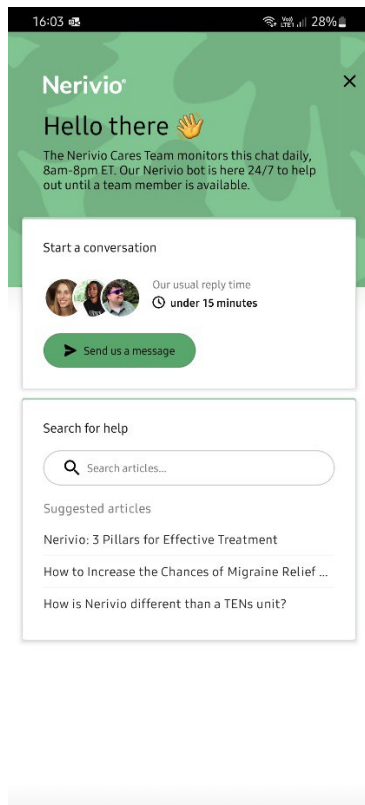 16:03
Vo)) LTE1 28%
Nerivio®
Hello there 👋
The Nerivio Cares Team monitors this chat daily,
8am-8pm ET. Our Nerivio bot is here 24/7 to help
out until a team member is available.
Start a conversation
Our usual reply time
under 15 minutes
Send us a message
Search for help
Search articles...
Suggested articles
Nerivio: 3 Pillars for Effective Treatment
How to Increase the Chances of Migraine Relief ...
How is Nerivio different than a TENs unit?